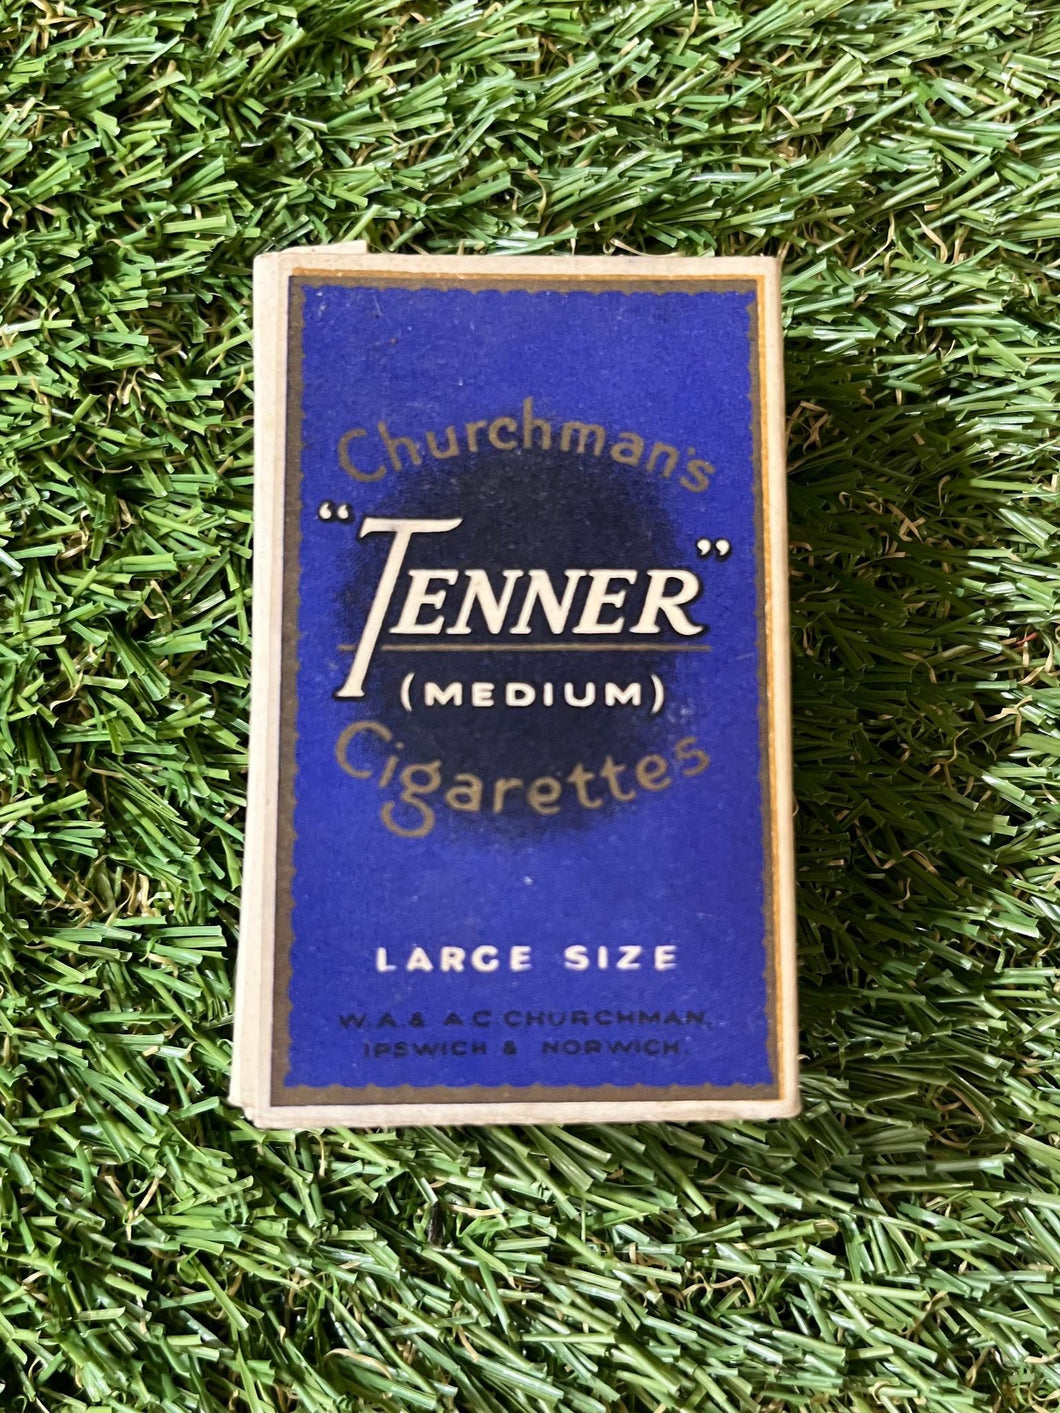 Churchman's
"TENNER"
(MEDIUM)
Cigarettes
LARGE SIZE
W.A. & A.C. CHURCHMAN,
IPSWICH & NORWICH.